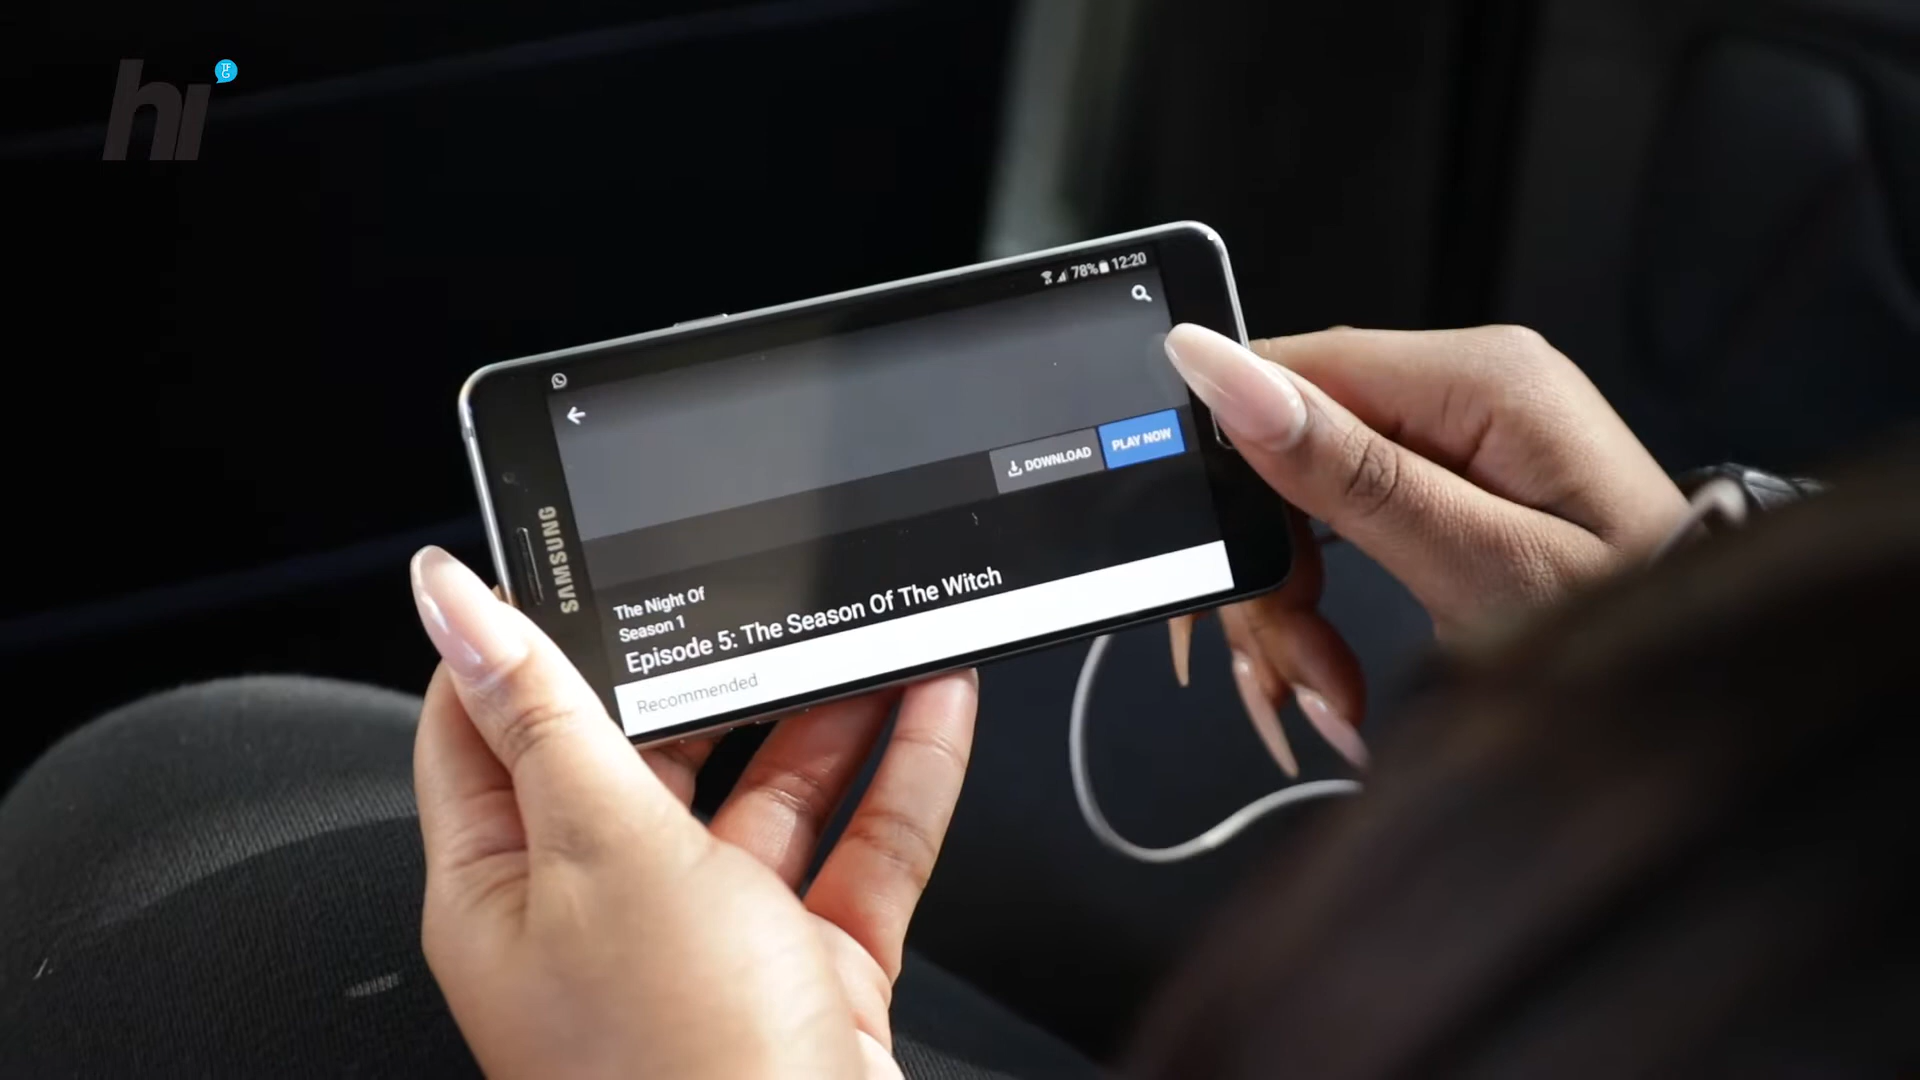 hi
TF
G
78% 12:20
DOWNLOAD
PLAY NOW
SAMSUNG
The Night Of
Season 1
Episode 5: The Season Of The Witch
Recommended